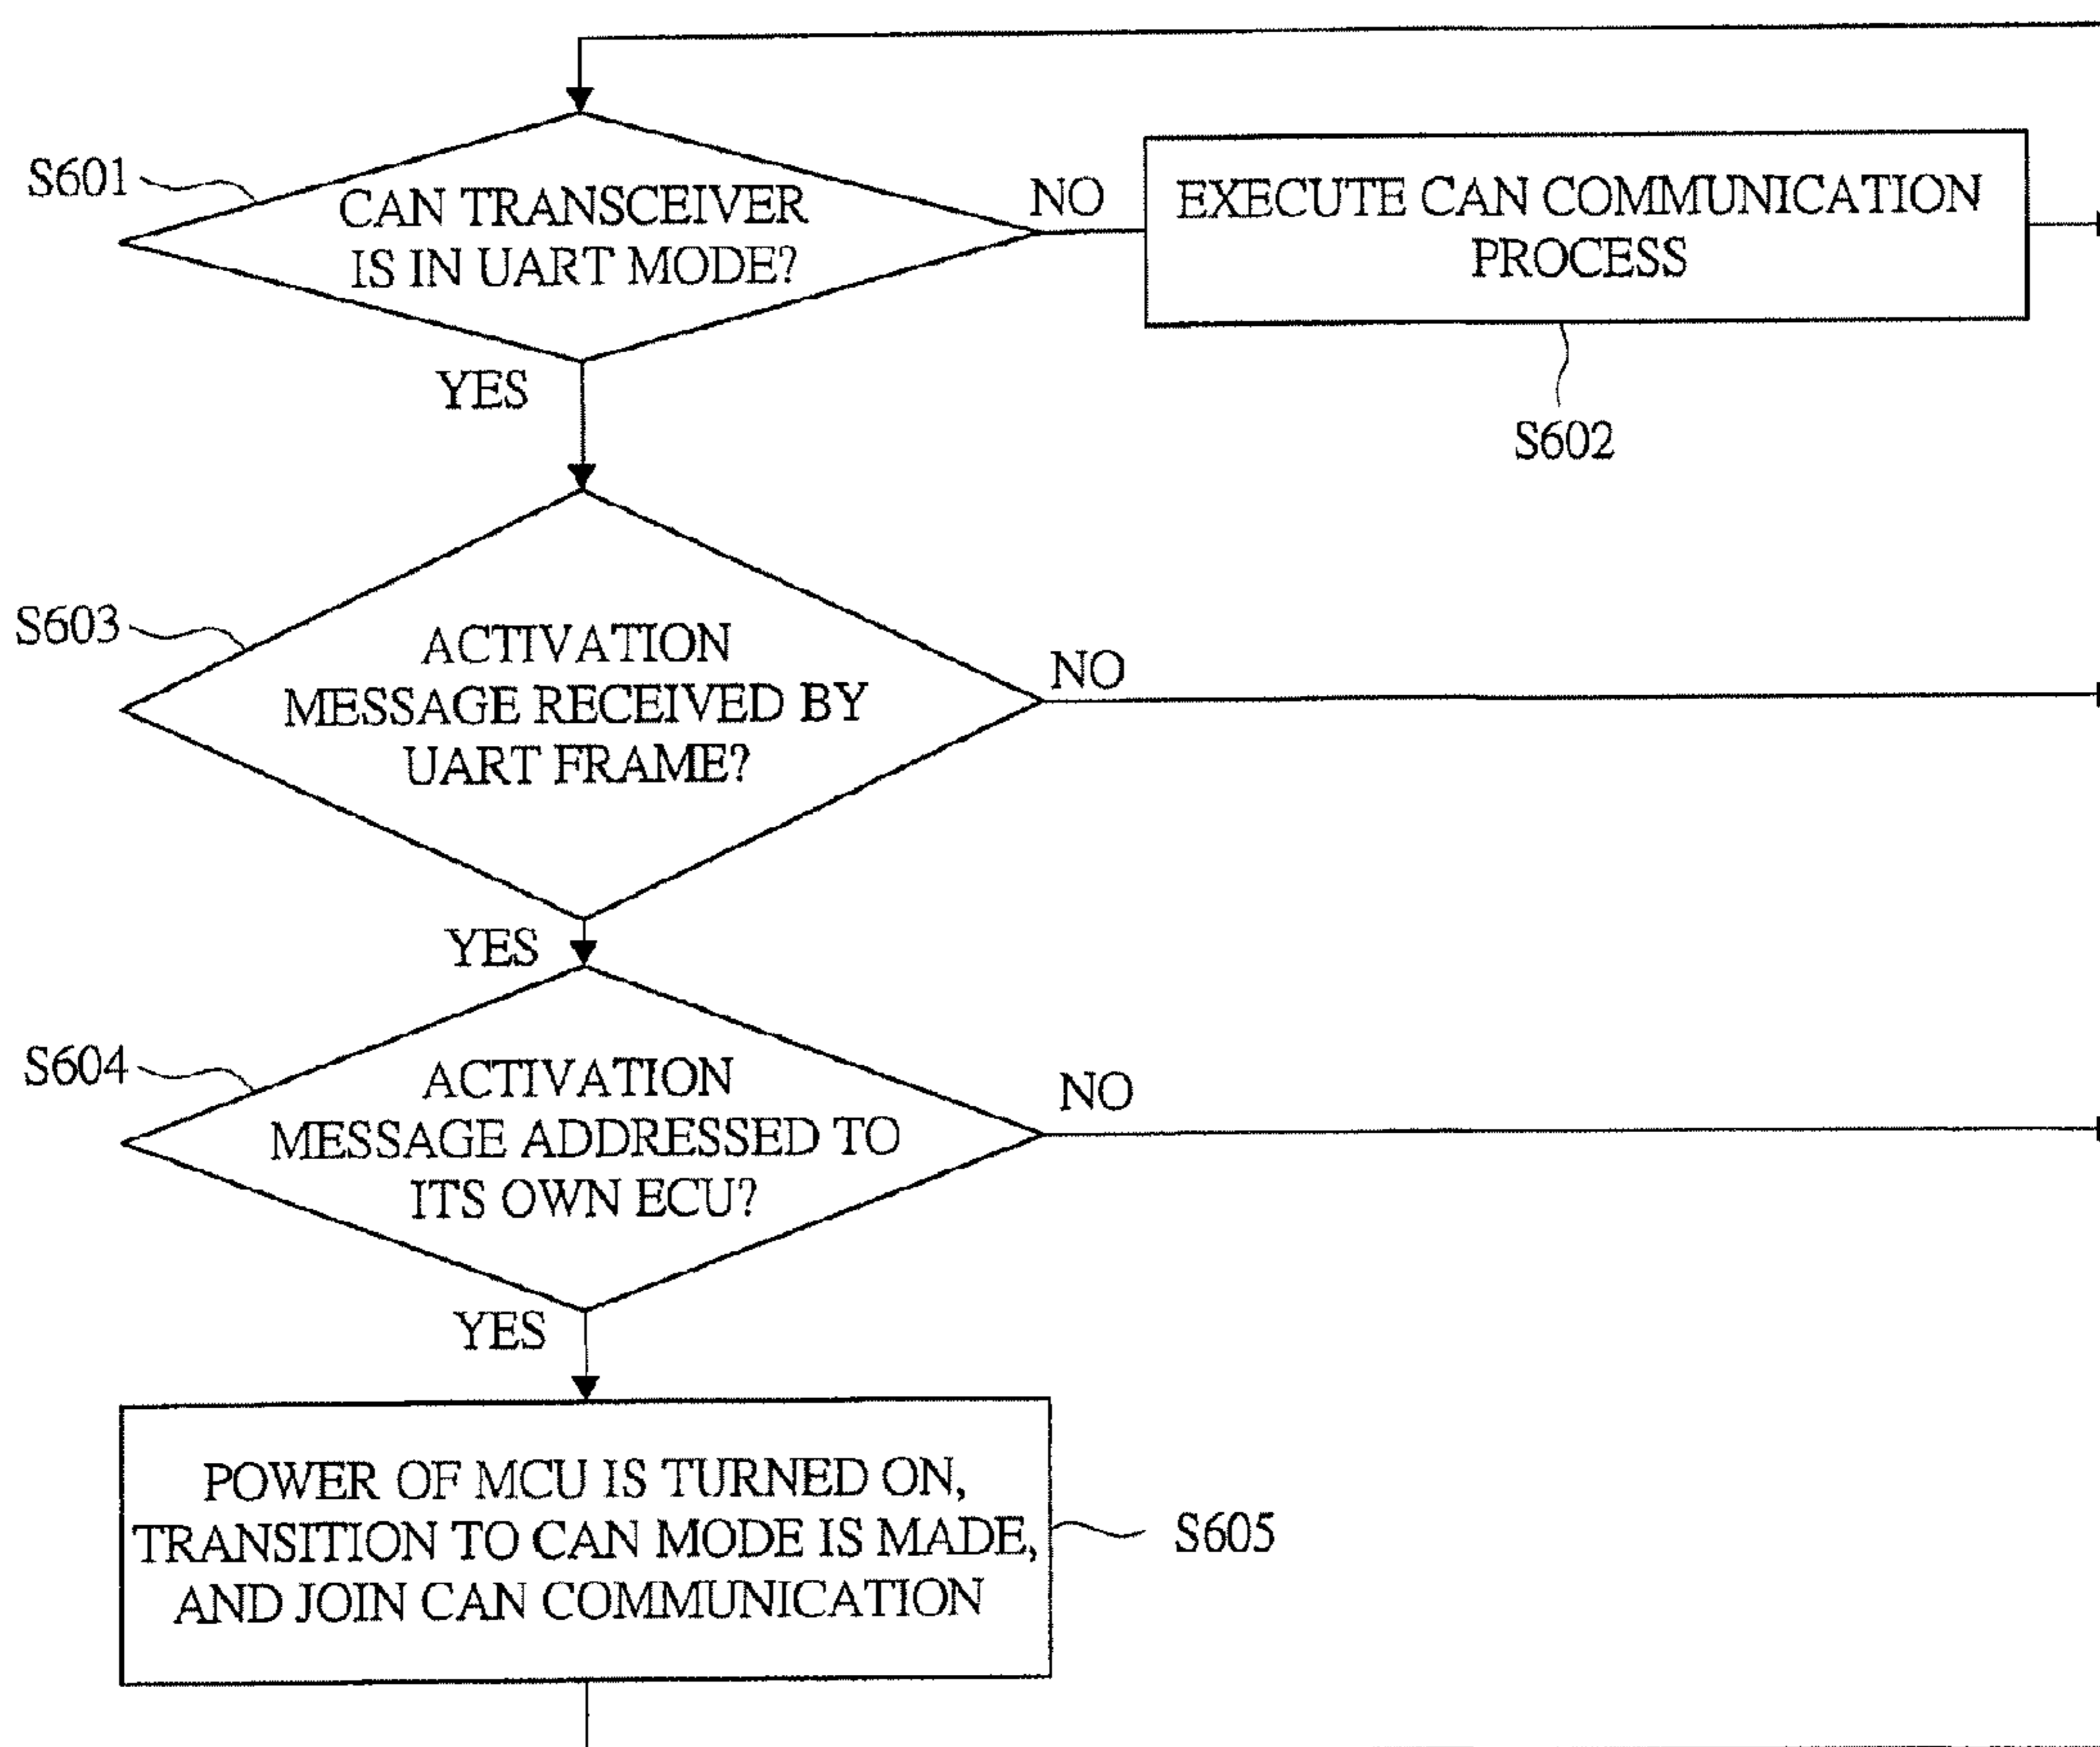 S601
CAN TRANSCEIVER
IS IN UART MODE?
NO
EXECUTE CAN COMMUNICATION
PROCESS
S602
YES
S603
ACTIVATION
MESSAGE RECEIVED BY
UART FRAME?
NO
YES
S604
ACTIVATION
MESSAGE ADDRESSED TO
ITS OWN ECU?
NO
YES
POWER OF MCU IS TURNED ON,
TRANSITION TO CAN MODE IS MADE,
AND JOIN CAN COMMUNICATION
S605